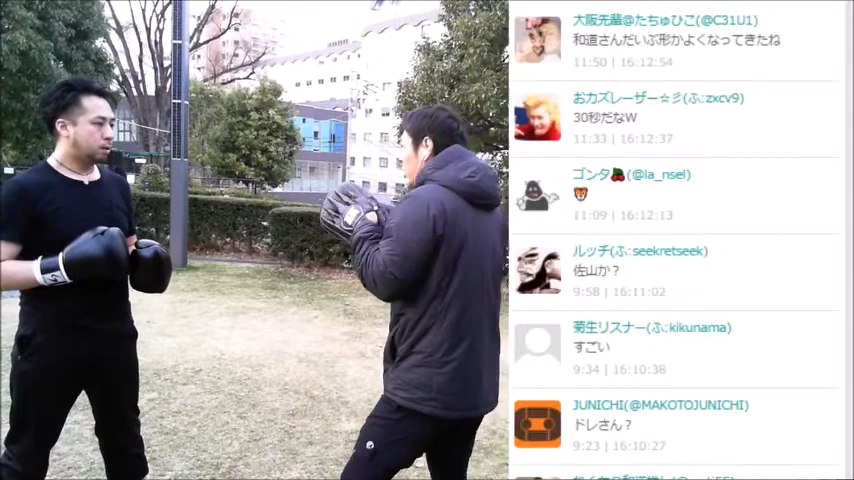 大阪先輩@たちゅひこ(@C31U1)
和道さんだいぶ形かよくなってきたね
11:50 | 16:12:54
おカズレーザー☆彡(ふ:zxcv9)
30秒だなW
11:33 | 16:12:37
ゴンタ🍒(@la_nsei)
🦁
11:09 | 16:12:13
ルッチ(ふ:seekretseek)
佐山か？
9:58 | 16:11:02
菊生リスナー(ふ:kikunama)
すごい
9:34 | 16:10:38
JUNICHI(@MAKOTOJUNICHI)
ドレさん？
9:23 | 16:10:27